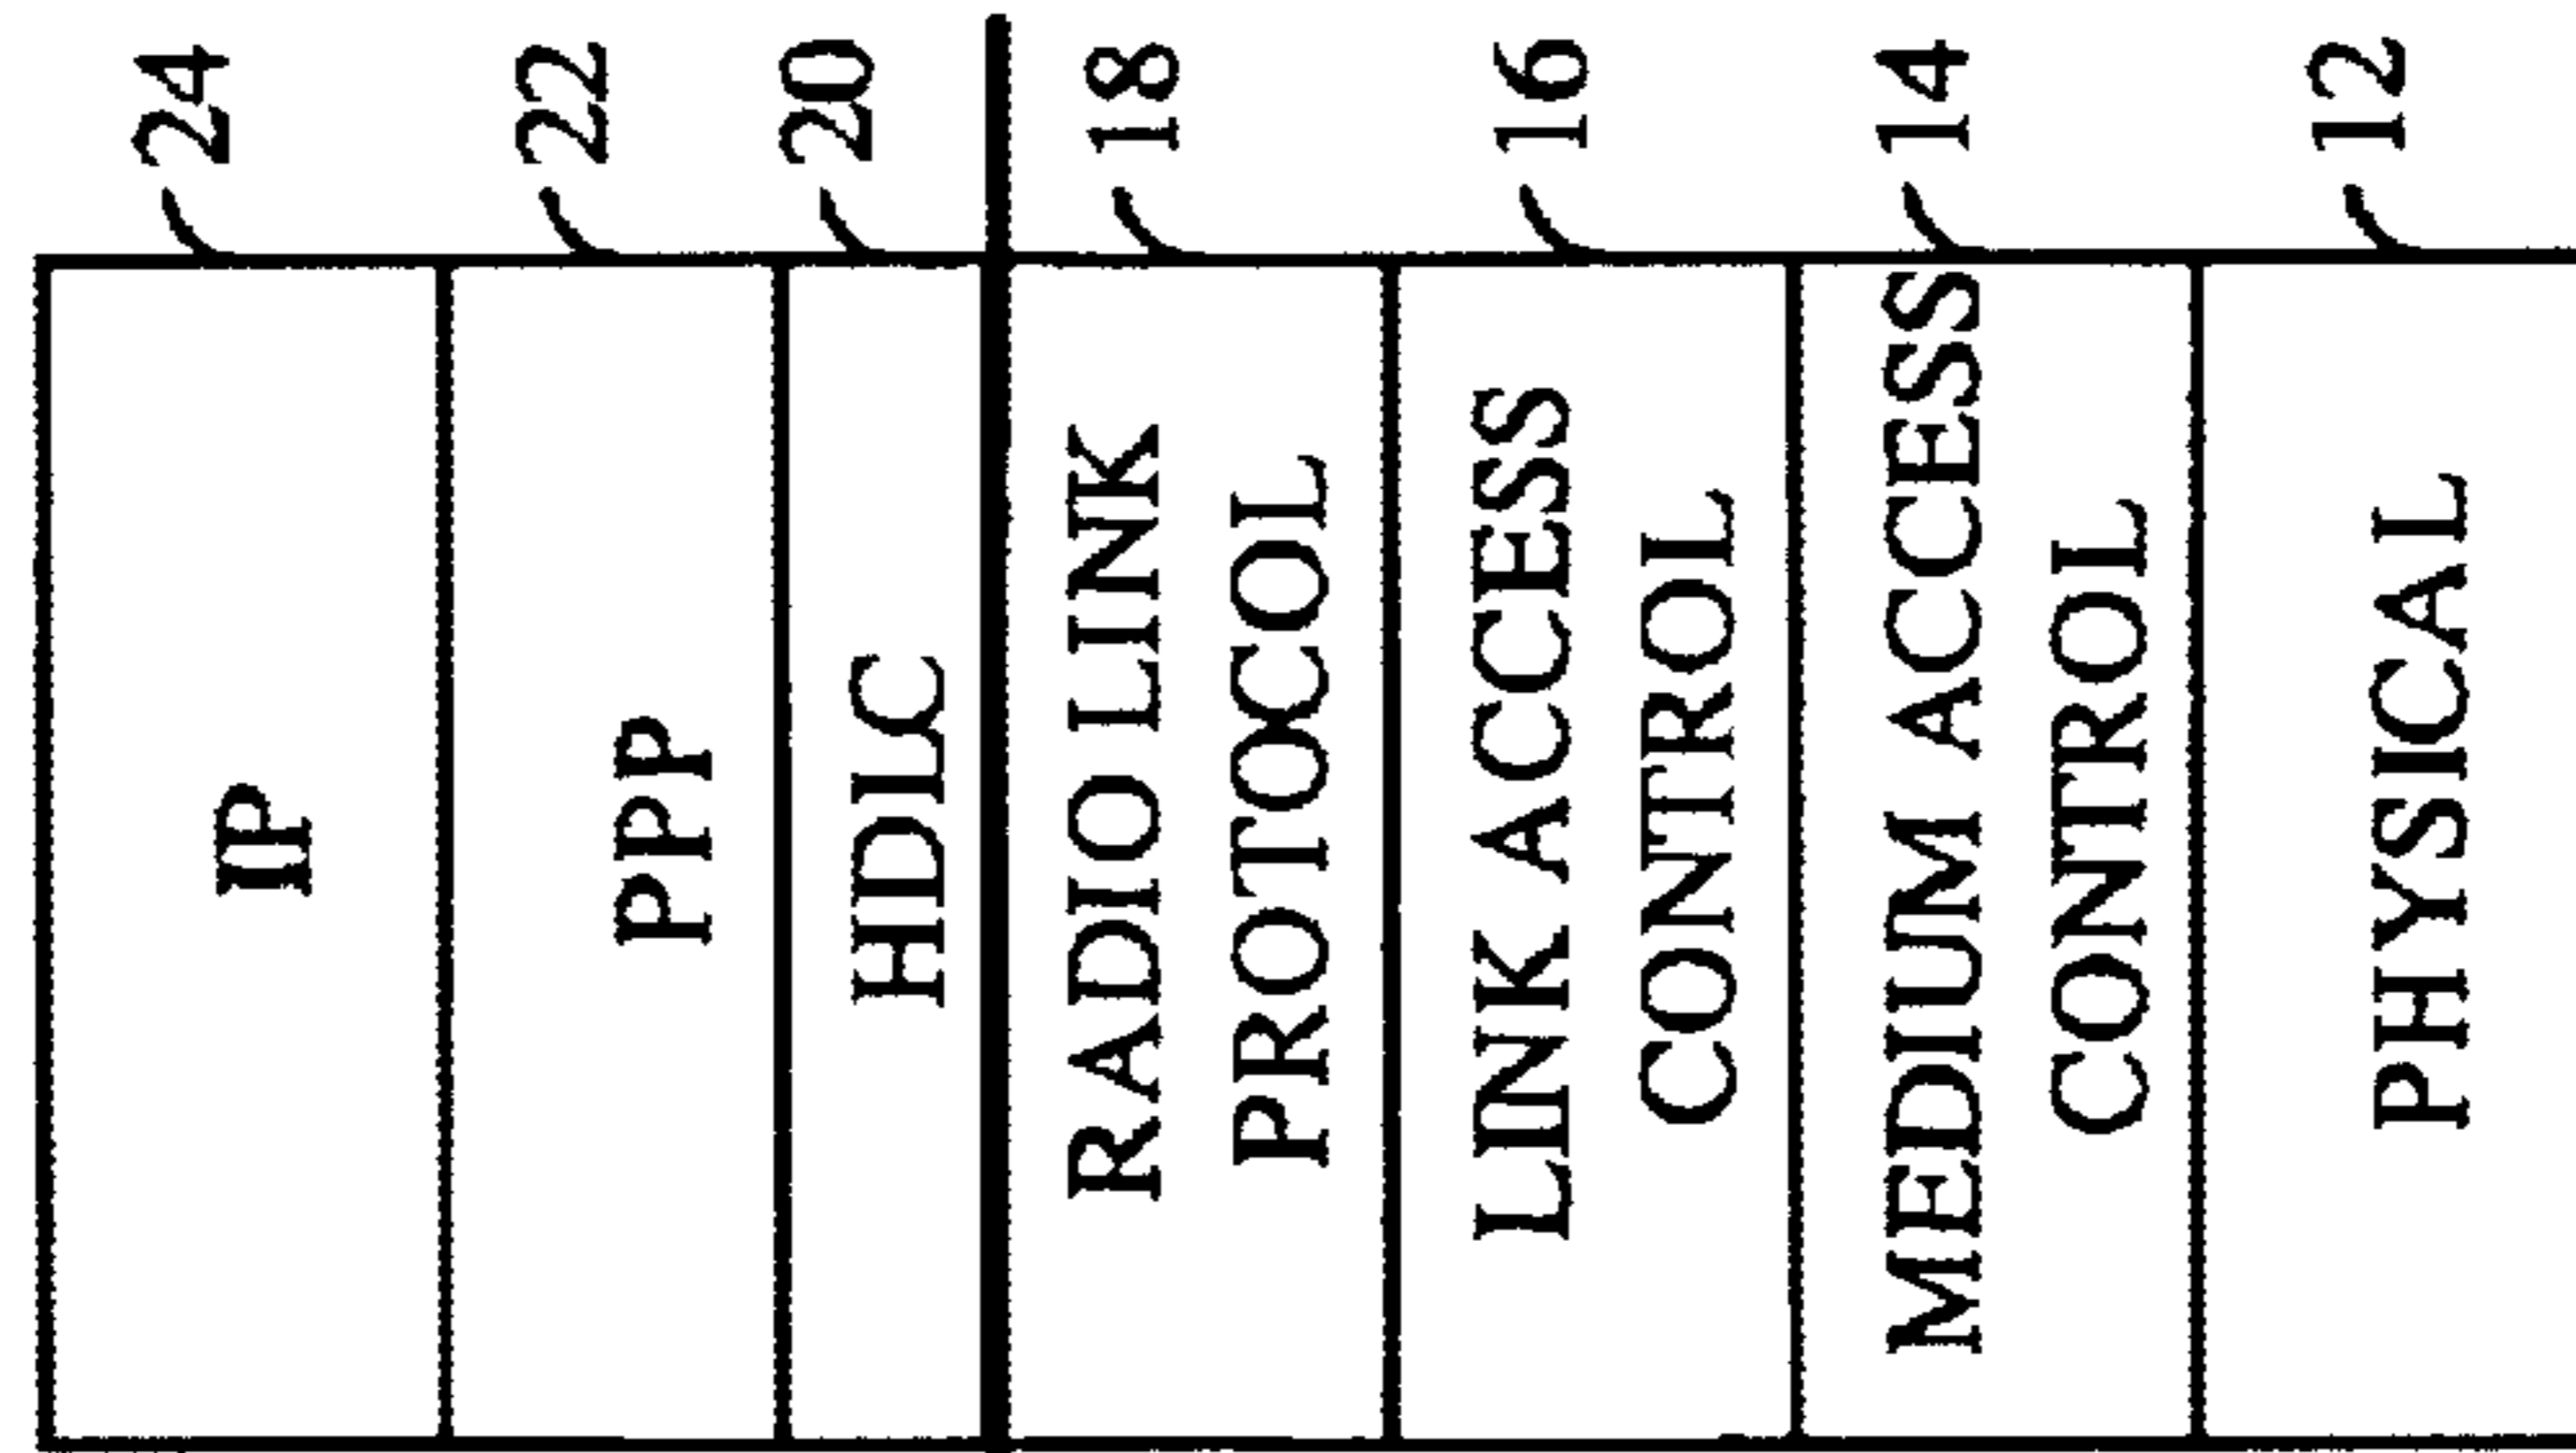 IP
24
PPP
22
HDLC
20
RADIO LINK
PROTOCOL
18
LINK ACCESS
CONTROL
16
MEDIUM ACCESS
CONTROL
14
PHYSICAL
12